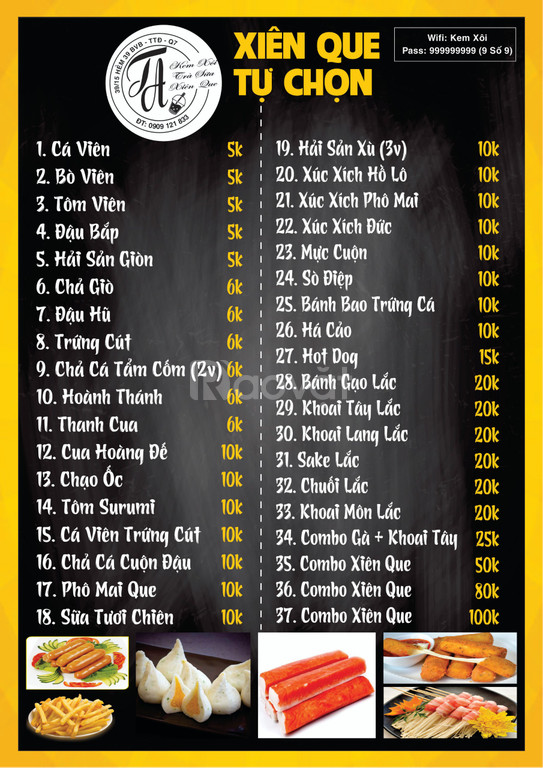 39/15 HẺM 39 BVB - TTĐ - Q7
Kem Xôi
Trà Sữa
Xiên Que
TA
ĐT: 0909 121 833
XIÊN QUE
TỰ CHỌN
Wifi: Kem Xôi
Pass: 999999999 (9 Số 9)
1. Cá Viên 5k
2. Bò Viên 5k
3. Tôm Viên 5k
4. Đậu Bắp 5k
5. Hải Sản Giòn 5k
6. Chả Giò 6k
7. Đậu Hũ 6k
8. Trứng Cút 6k
9. Chả Cá Tẩm Cốm (2v) 6k
10. Hoành Thánh 6k
11. Thanh Cua 6k
12. Cua Hoàng Đế 10k
13. Chạo Ốc 10k
14. Tôm Surumi 10k
15. Cá Viên Trứng Cút 10k
16. Chả Cá Cuộn Đậu 10k
17. Phô Mai Que 10k
18. Sữa Tươi Chiên 10k
19. Hải Sản Xù (3v) 10k
20. Xúc Xích Hồ Lô 10k
21. Xúc Xích Phô Mai 10k
22. Xúc Xích Đức 10k
23. Mực Cuộn 10k
24. Sò Điệp 10k
25. Bánh Bao Trứng Cá 10k
26. Há Cảo 10k
27. Hot Dog 15k
28. Bánh Gạo Lắc 20k
29. Khoai Tây Lắc 20k
30. Khoai Lang Lắc 20k
31. Sake Lắc 20k
32. Chuối Lắc 20k
33. Khoai Môn Lắc 20k
34. Combo Gà + Khoai Tây 25k
35. Combo Xiên Que 50k
36. Combo Xiên Que 80k
37. Combo Xiên Que 100k
Raovặt